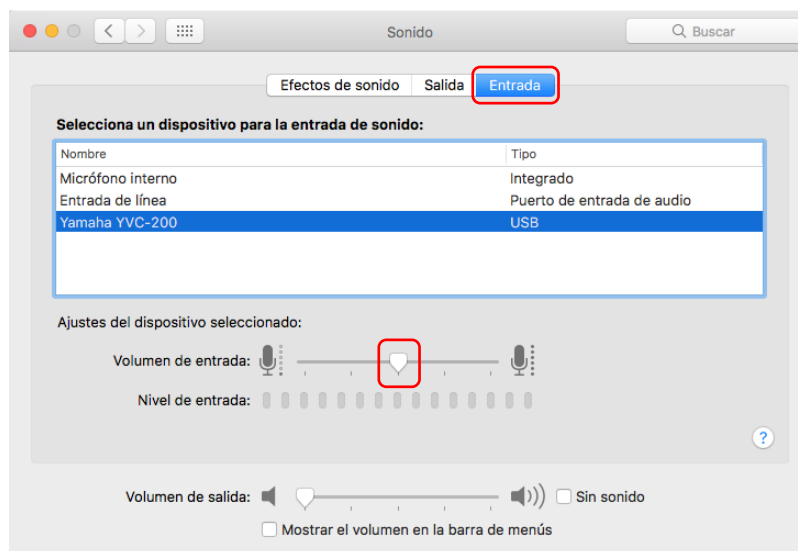 Sonido
Buscar
Efectos de sonido Salida Entrada
Selecciona un dispositivo para la entrada de sonido:
Nombre Tipo
Micrófono interno Integrado
Entrada de línea Puerto de entrada de audio
Yamaha YVC-200 USB
Ajustes del dispositivo seleccionado:
Volumen de entrada:
Nivel de entrada:
?
Volumen de salida: Sin sonido
Mostrar el volumen en la barra de menús